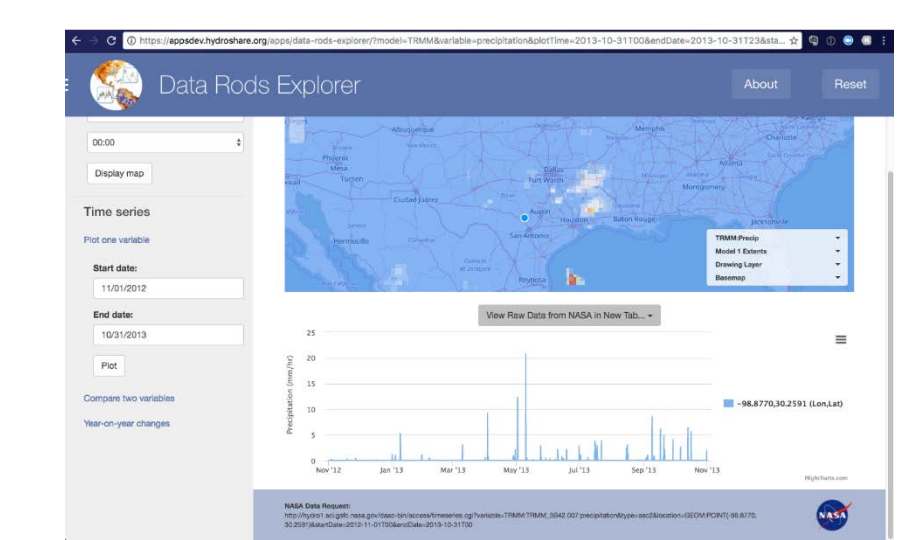 https://appsdev.hydroshare.org/apps/data-rods-explorer/?model=TRMM&variable=precipitation&plotTime=2013-10-31T00&endDate=2013-10-31T23&sta...
Data Rods Explorer
About
Reset
00:00
Display map
Time series
Plot one variable
Start date:
11/01/2012
End date:
10/31/2013
Plot
Compare two variables
Year-on-year changes
Albuquerque
Memphis
Charlotte
Phoenix
Mesa
Tucson
Dallas
Fort Worth
Atlanta
Montgomery
Ciudad Juárez
Austin
Houston
Baton Rouge
Jacksonville
Hermosillo
San Antonio
Reynosa
TRMM:Precip
Model 1 Extents
Drawing Layer
Basemap
View Raw Data from NASA in New Tab...
Precipitation (mm/hr)
25
20
15
10
5
0
Nov '12
Jan '13
Mar '13
May '13
Jul '13
Sep '13
Nov '13
-98.8770,30.2591 (Lon,Lat)
Highcharts.com
NASA Data Request:
http://hydro1.sci.gsfc.nasa.gov/daac-bin/access/timeseries.cgi?variable=TRMM:TRMM_3B42.007:precipitation&type=asc2&location=GEOM:POINT(-98.8770,
30.2591)&startDate=2012-11-01T00&endDate=2013-10-31T00
NASA